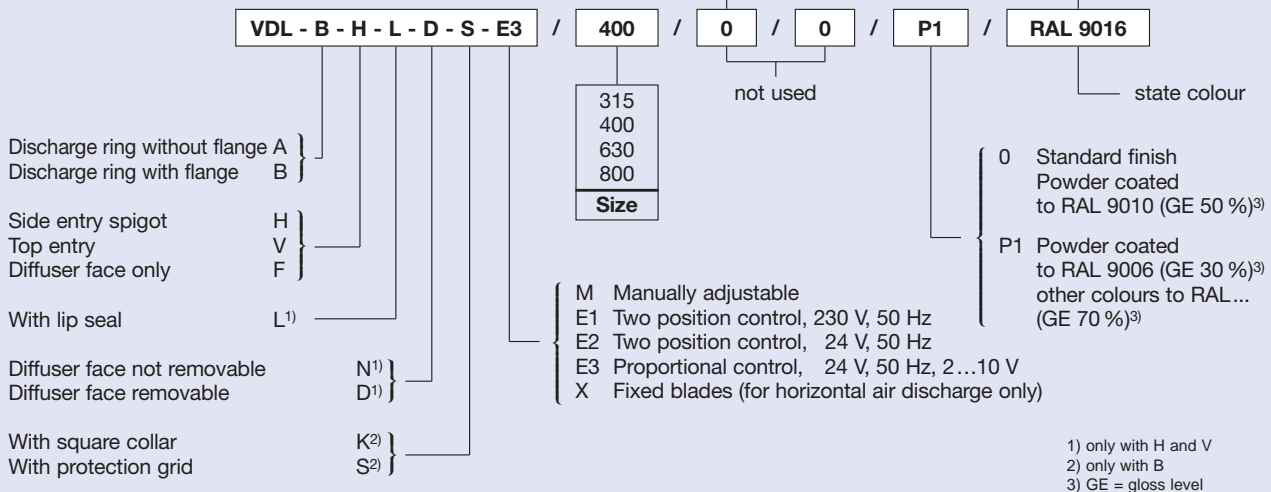 VDL - B - H - L - D - S - E3 / 400 / 0 / 0 / P1 / RAL 9016
315
400
630
800
Size
not used
state colour
Discharge ring without flange A
Discharge ring with flange B
Side entry spigot H
Top entry V
Diffuser face only F
With lip seal L1)
Diffuser face not removable N1)
Diffuser face removable D1)
With square collar K2)
With protection grid S2)
M Manually adjustable
E1 Two position control, 230 V, 50 Hz
E2 Two position control, 24 V, 50 Hz
E3 Proportional control, 24 V, 50 Hz, 2...10 V
X Fixed blades (for horizontal air discharge only)
0 Standard finish
Powder coated
to RAL 9010 (GE 50 %)3)
P1 Powder coated
to RAL 9006 (GE 30 %)3)
other colours to RAL...
(GE 70 %)3)
1) only with H and V
2) only with B
3) GE = gloss level